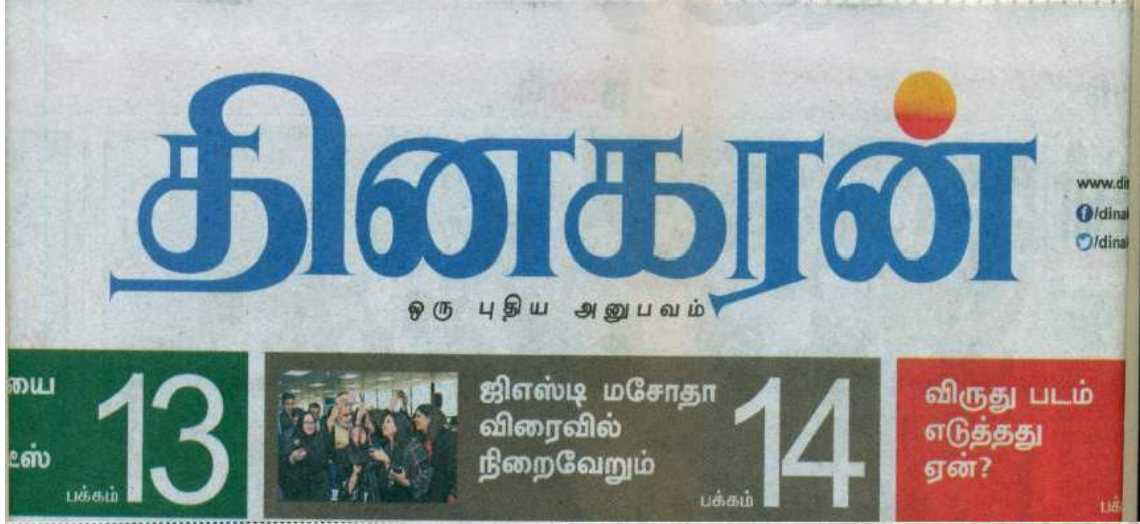 தினகரன்
www.di
/dina
/dina
ஒரு புதிய அனுபவம்
யை
டீஸ்
பக்கம் 13
ஜிஎஸ்டி மசோதா
விரைவில்
நிறைவேறும்
பக்கம் 14
விருது படம்
எடுத்தது
ஏன்?
பக்